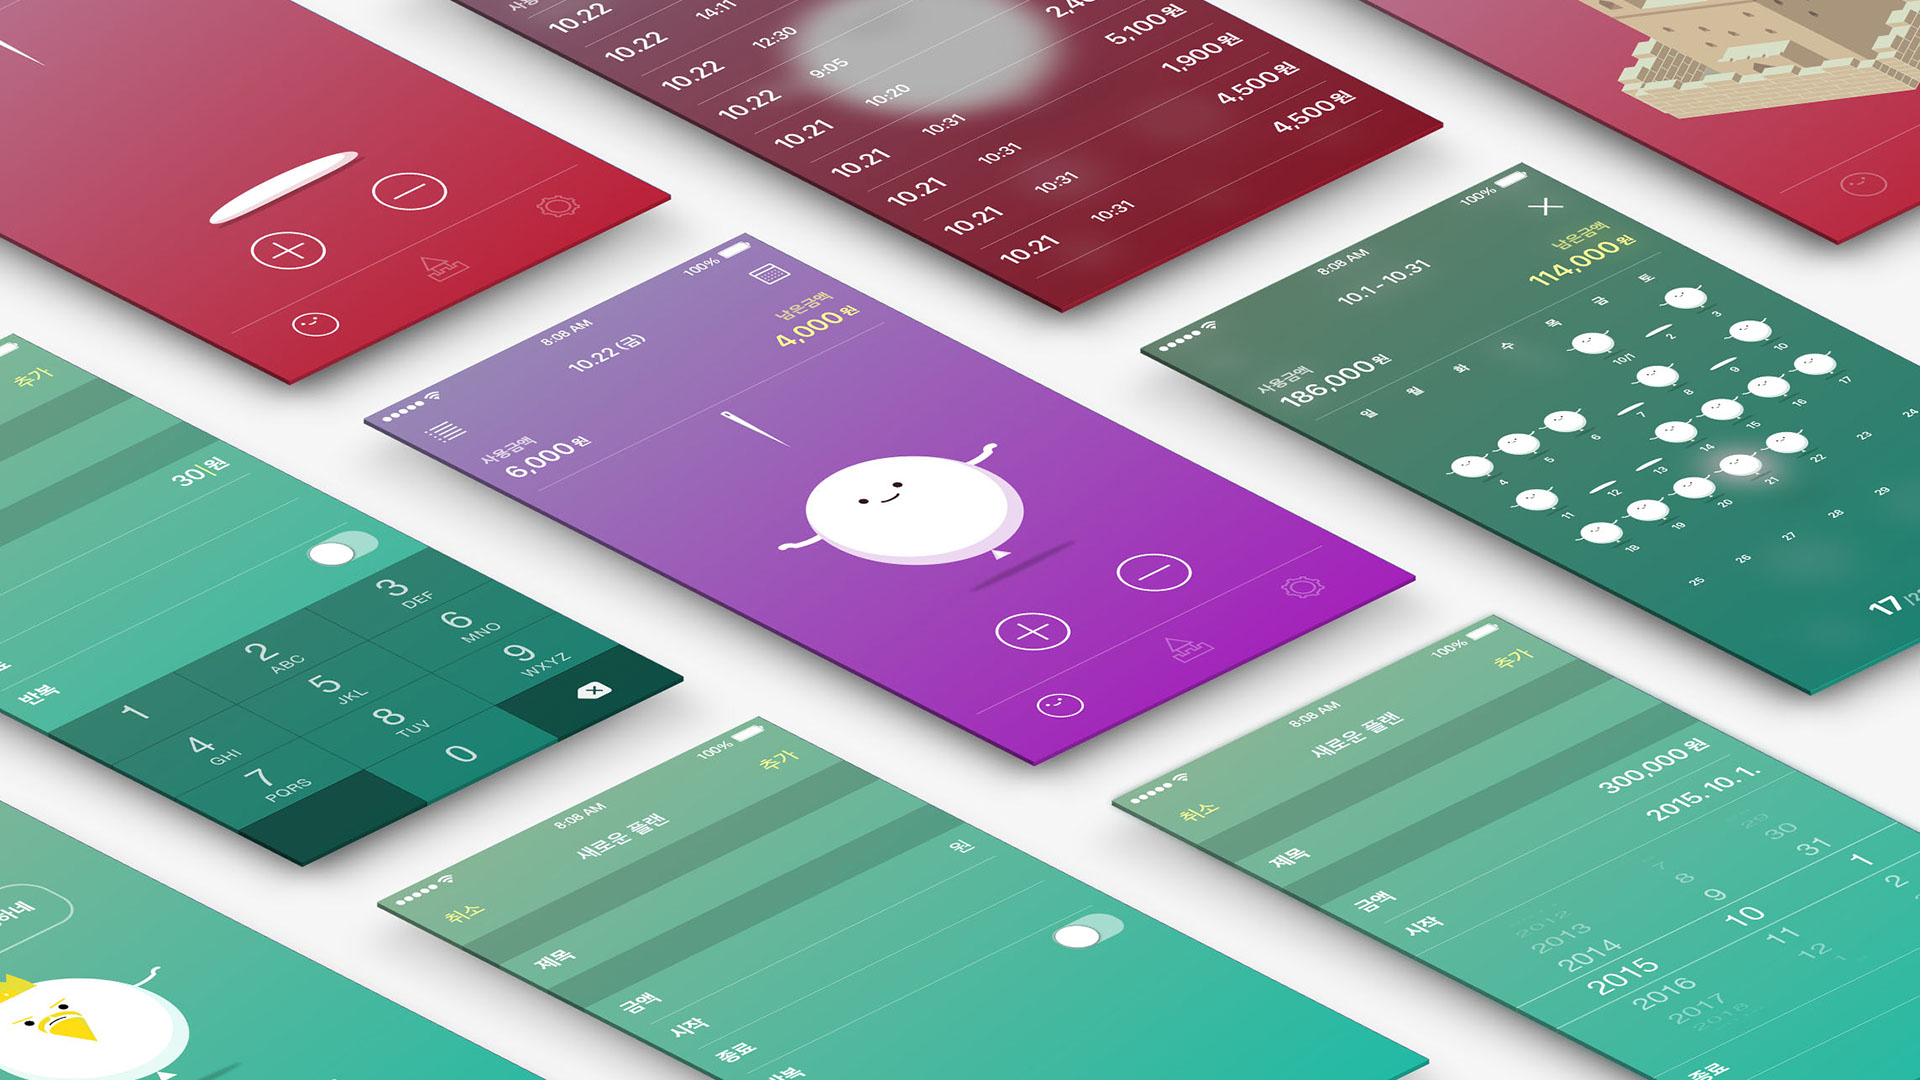 10.22 14:11
10.22 12:30
10.22 9:05 5,100원
10.22 10:20 1,900원
10.21 10:31 4,500원
10.21 10:31 4,500원
10.21 10:31
10.21 10:31
10.21
추가
30원
반복
1
2 ABC
3 DEF
4 GHI
5 JKL
6 MNO
7 PQRS
8 TUV
9 WXYZ
0
8:08 AM 100%
10.22 (금)
사용금액
6,000원
남은금액
4,000원
8:08 AM 100%
10.1 - 10.31
사용금액
186,000원
남은금액
114,000원
일 월 화 수 목 금 토
10/1 2 3
4 5 6 7 8 9 10
11 12 13 14 15 16 17
18 19 20 21 22 23 24
25 26 27 28 29
17
8:08 AM 100%
취소 새로운 플랜 추가
제목
금액 원
시작
종료
반복
8:08 AM 100%
취소 새로운 플랜 추가
제목
금액 300,000원
시작 2015.10.1.
2012 29
2013 7 30
2014 8 31
2015 9 1
2016 10 2
2017 11
2018 12
종료
하네